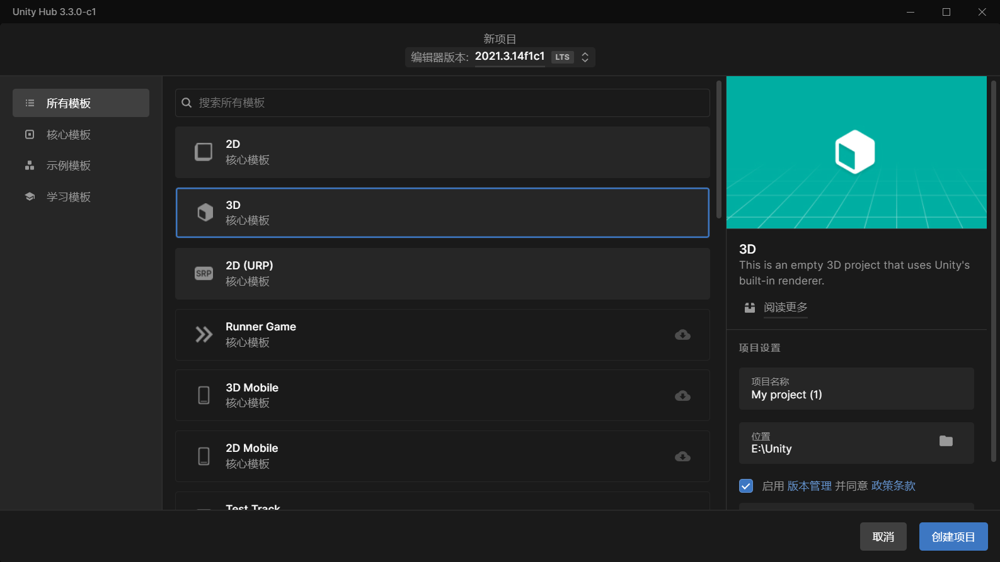 Unity Hub 3.3.0-c1
新项目
编辑器版本: 2021.3.14f1c1 LTS
所有模板
核心模板
示例模板
学习模板
搜索所有模板
2D
核心模板
3D
核心模板
SRP
2D (URP)
核心模板
Runner Game
核心模板
3D Mobile
核心模板
2D Mobile
核心模板
Test Track
3D
This is an empty 3D project that uses Unity's
built-in renderer.
阅读更多
项目设置
项目名称
My project (1)
位置
E:\Unity
启用 版本管理 并同意 政策条款
取消
创建项目